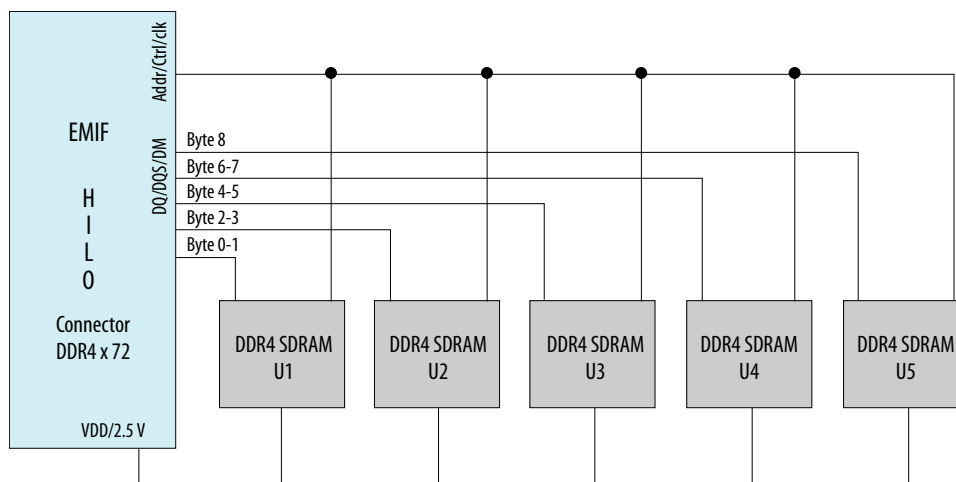 Addr/Ctrl/clk
EMIF
DQ/DQS/DM
H
I
L
O
Connector
DDR4 x 72
VDD/2.5 V
Byte 8
Byte 6-7
Byte 4-5
Byte 2-3
Byte 0-1
DDR4 SDRAM
U1
DDR4 SDRAM
U2
DDR4 SDRAM
U3
DDR4 SDRAM
U4
DDR4 SDRAM
U5